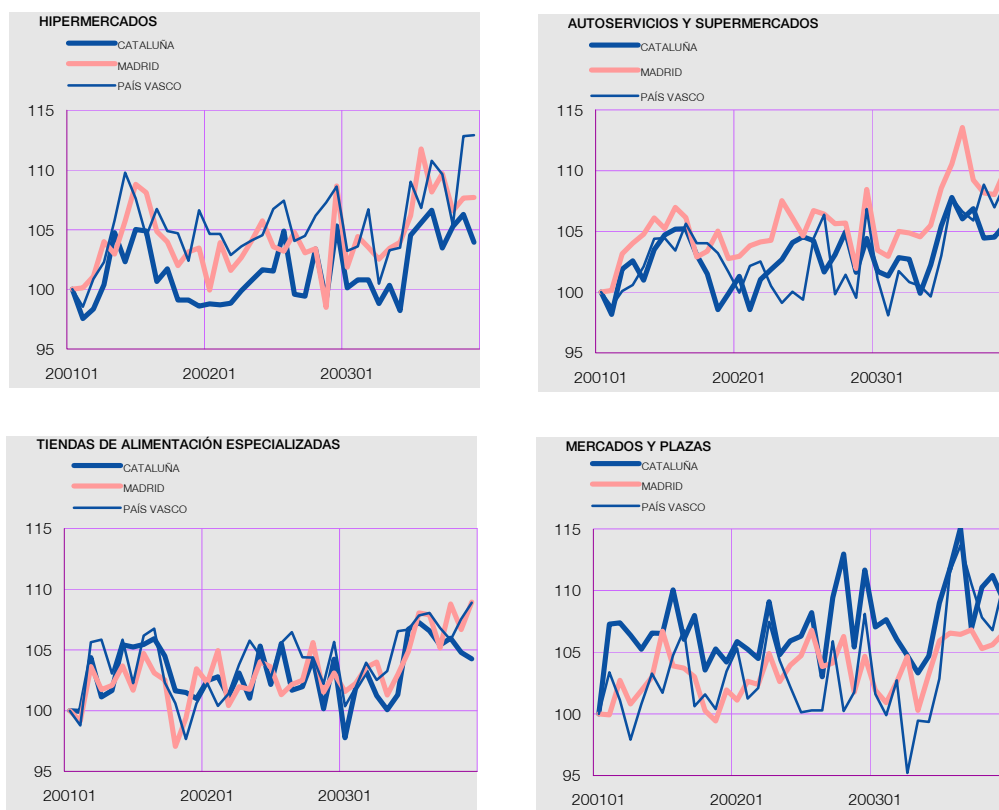 HIPERMERCADOS
CATALUÑA
MADRID
PAÍS VASCO
115
110
105
100
95
200101 200201 200301
AUTOSERVICIOS Y SUPERMERCADOS
CATALUÑA
MADRID
PAÍS VASCO
115
110
105
100
95
200101 200201 200301
TIENDAS DE ALIMENTACIÓN ESPECIALIZADAS
CATALUÑA
MADRID
PAÍS VASCO
115
110
105
100
95
200101 200201 200301
MERCADOS Y PLAZAS
CATALUÑA
MADRID
PAÍS VASCO
115
110
105
100
95
200101 200201 200301